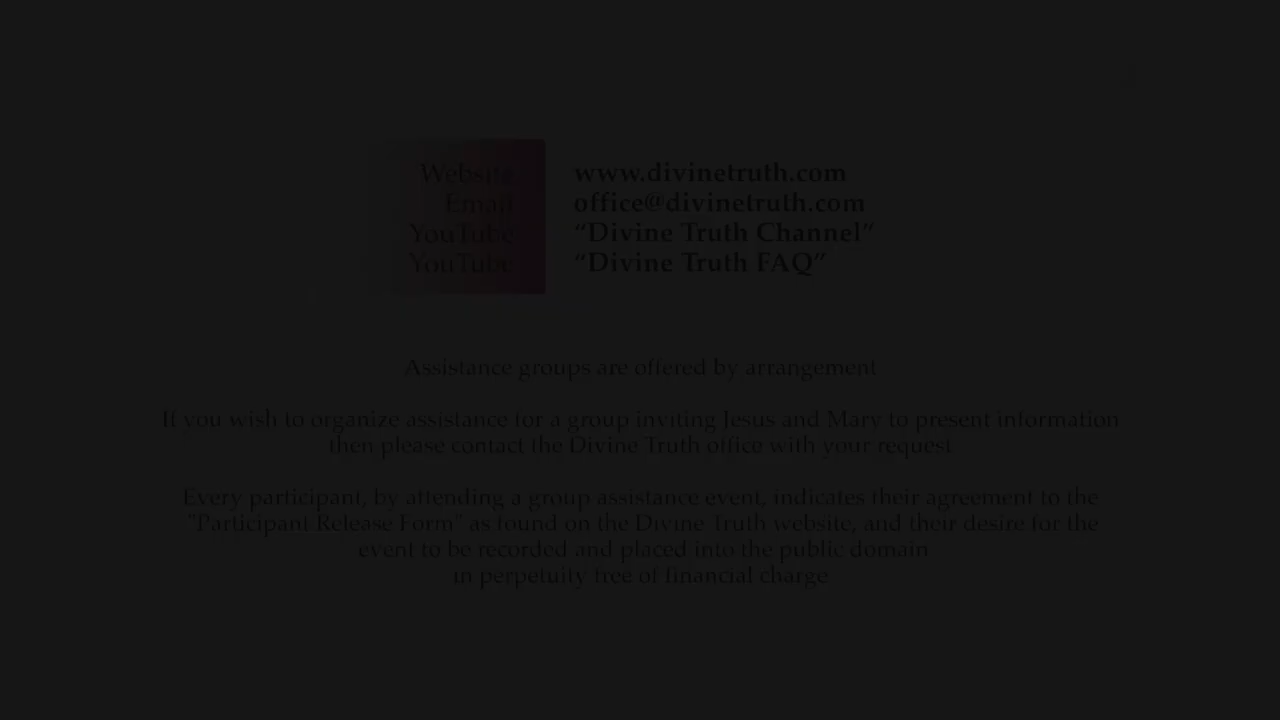 Website www.divinetruth.com
Email office@divinetruth.com
YouTube “Divine Truth Channel”
YouTube “Divine Truth FAQ”
Assistance groups are offered by arrangement
If you wish to organize assistance for a group inviting Jesus and Mary to present information
then please contact the Divine Truth office with your request
Every participant, by attending a group assistance event, indicates their agreement to the
"Participant Release Form" as found on the Divine Truth website, and their desire for the
event to be recorded and placed into the public domain
in perpetuity free of financial charge